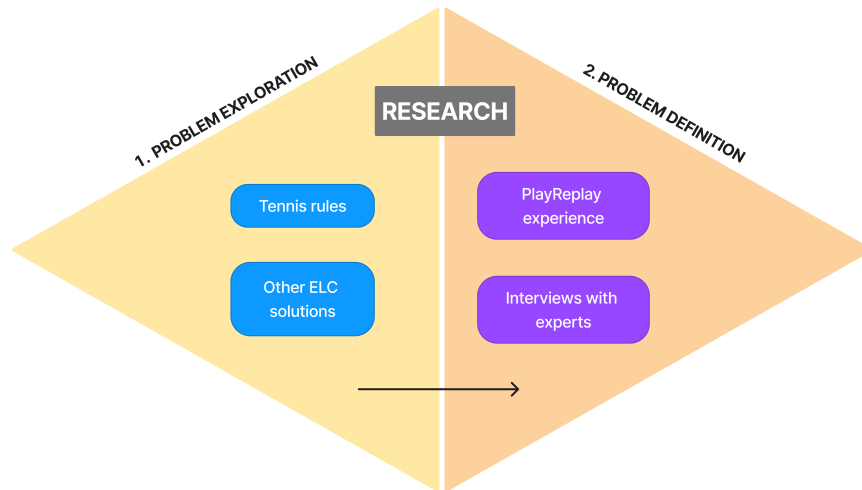 1. PROBLEM EXPLORATION
2. PROBLEM DEFINITION
RESEARCH
Tennis rules
Other ELC
solutions
PlayReplay
experience
Interviews with
experts